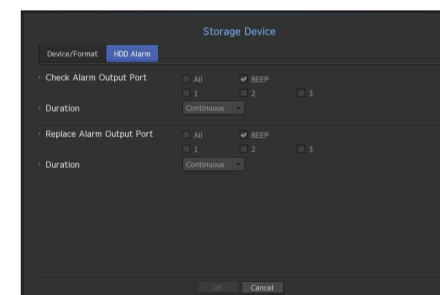 Storage Device
Device/Format HDD Alarm
Check Alarm Output Port All BEEP
1 2 3
Duration Continuous
Replace Alarm Output Port All BEEP
1 2 3
Duration Continuous
OK Cancel